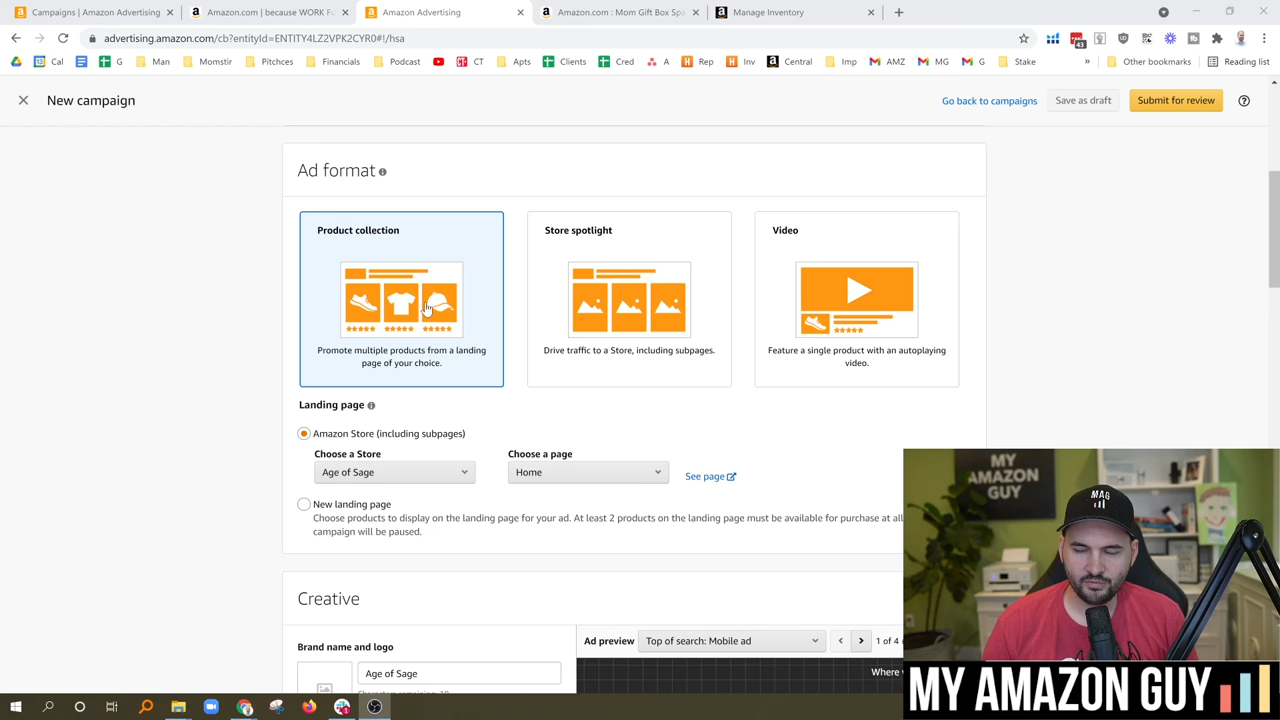 Campaigns | Amazon Advertising
Amazon.com | because WORK F
Amazon Advertising
Amazon.com : Mom Gift Box Spa
Manage Inventory
advertising.amazon.com/cb?entityId=ENTITY4LZ2VPK2CYR0#!/hsa
43
Cal
G
Man
Momstir
Pitchces
Financials
Podcast
CT
Apts
Clients
Cred
A
Rep
Inv
Central
Imp
AMZ
MG
G
Stake
»
Other bookmarks
Reading list
New campaign
Go back to campaigns
Save as draft
Submit for review
Ad format
Product collection
Promote multiple products from a landing
page of your choice.
Store spotlight
Drive traffic to a Store, including subpages.
Video
Feature a single product with an autoplaying
video.
Landing page
Amazon Store (including subpages)
Choose a Store
Age of Sage
Choose a page
Home
See page
New landing page
Choose products to display on the landing page for your ad. At least 2 products on the landing page must be available for purchase at all
campaign will be paused.
Creative
Brand name and logo
Age of Sage
Ad preview
Top of search: Mobile ad
1 of 4
Where
MY
AMAZON
GUY
MAG
MY AMAZON GUY